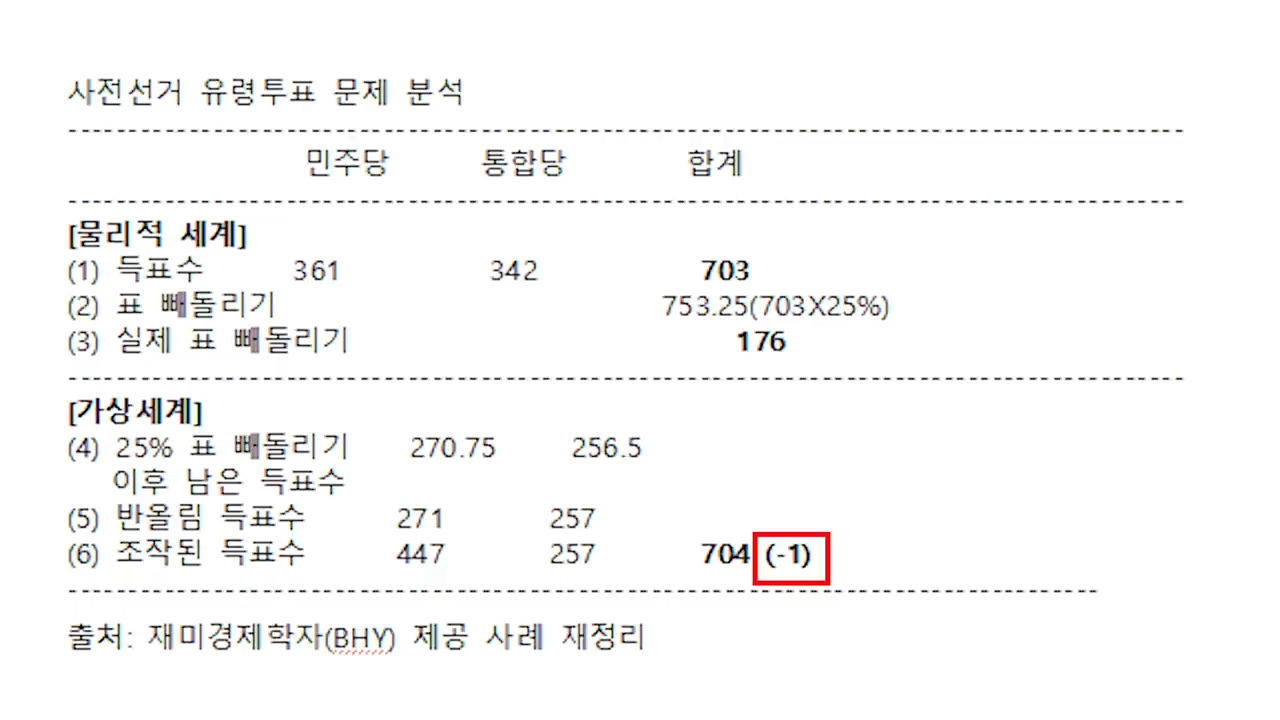 사전선거 유령투표 문제 분석
민주당 통합당 합계
[물리적 세계]
(1) 득표수 361 342 703
(2) 표 빼돌리기 753.25(703X25%)
(3) 실제 표 빼돌리기 176
[가상세계]
(4) 25% 표 빼돌리기 270.75 256.5
이후 남은 득표수
(5) 반올림 득표수 271 257
(6) 조작된 득표수 447 257 704 (-1)
출처: 재미경제학자(BHY) 제공 사례 재정리